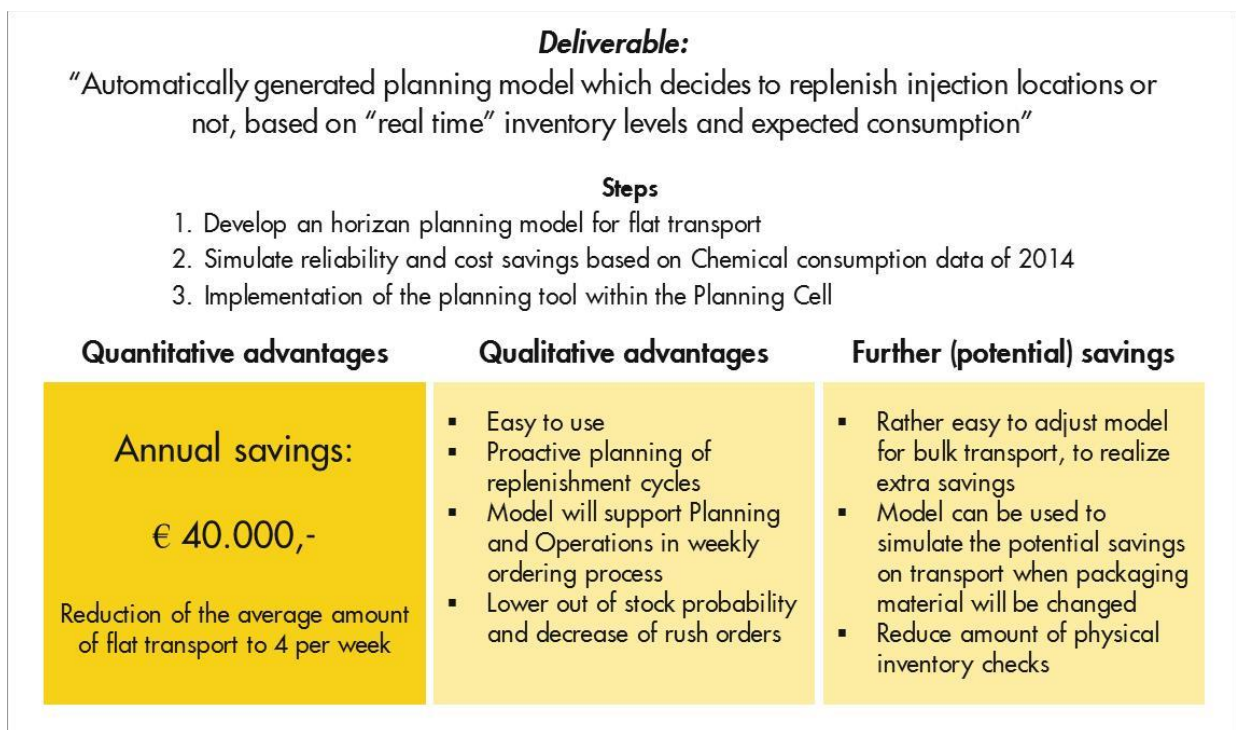 Deliverable:
“Automatically generated planning model which decides to replenish injection locations or
not, based on “real time” inventory levels and expected consumption”
Steps
1. Develop an horizan planning model for flat transport
2. Simulate reliability and cost savings based on Chemical consumption data of 2014
3. Implementation of the planning tool within the Planning Cell
Quantitative advantages
Annual savings:
€ 40.000,-
Reduction of the average amount
of flat transport to 4 per week
Qualitative advantages
▪ Easy to use
▪ Proactive planning of
replenishment cycles
▪ Model will support Planning
and Operations in weekly
ordering process
▪ Lower out of stock probability
and decrease of rush orders
Further (potential) savings
▪ Rather easy to adjust model
for bulk transport, to realize
extra savings
▪ Model can be used to
simulate the potential savings
on transport when packaging
material will be changed
▪ Reduce amount of physical
inventory checks